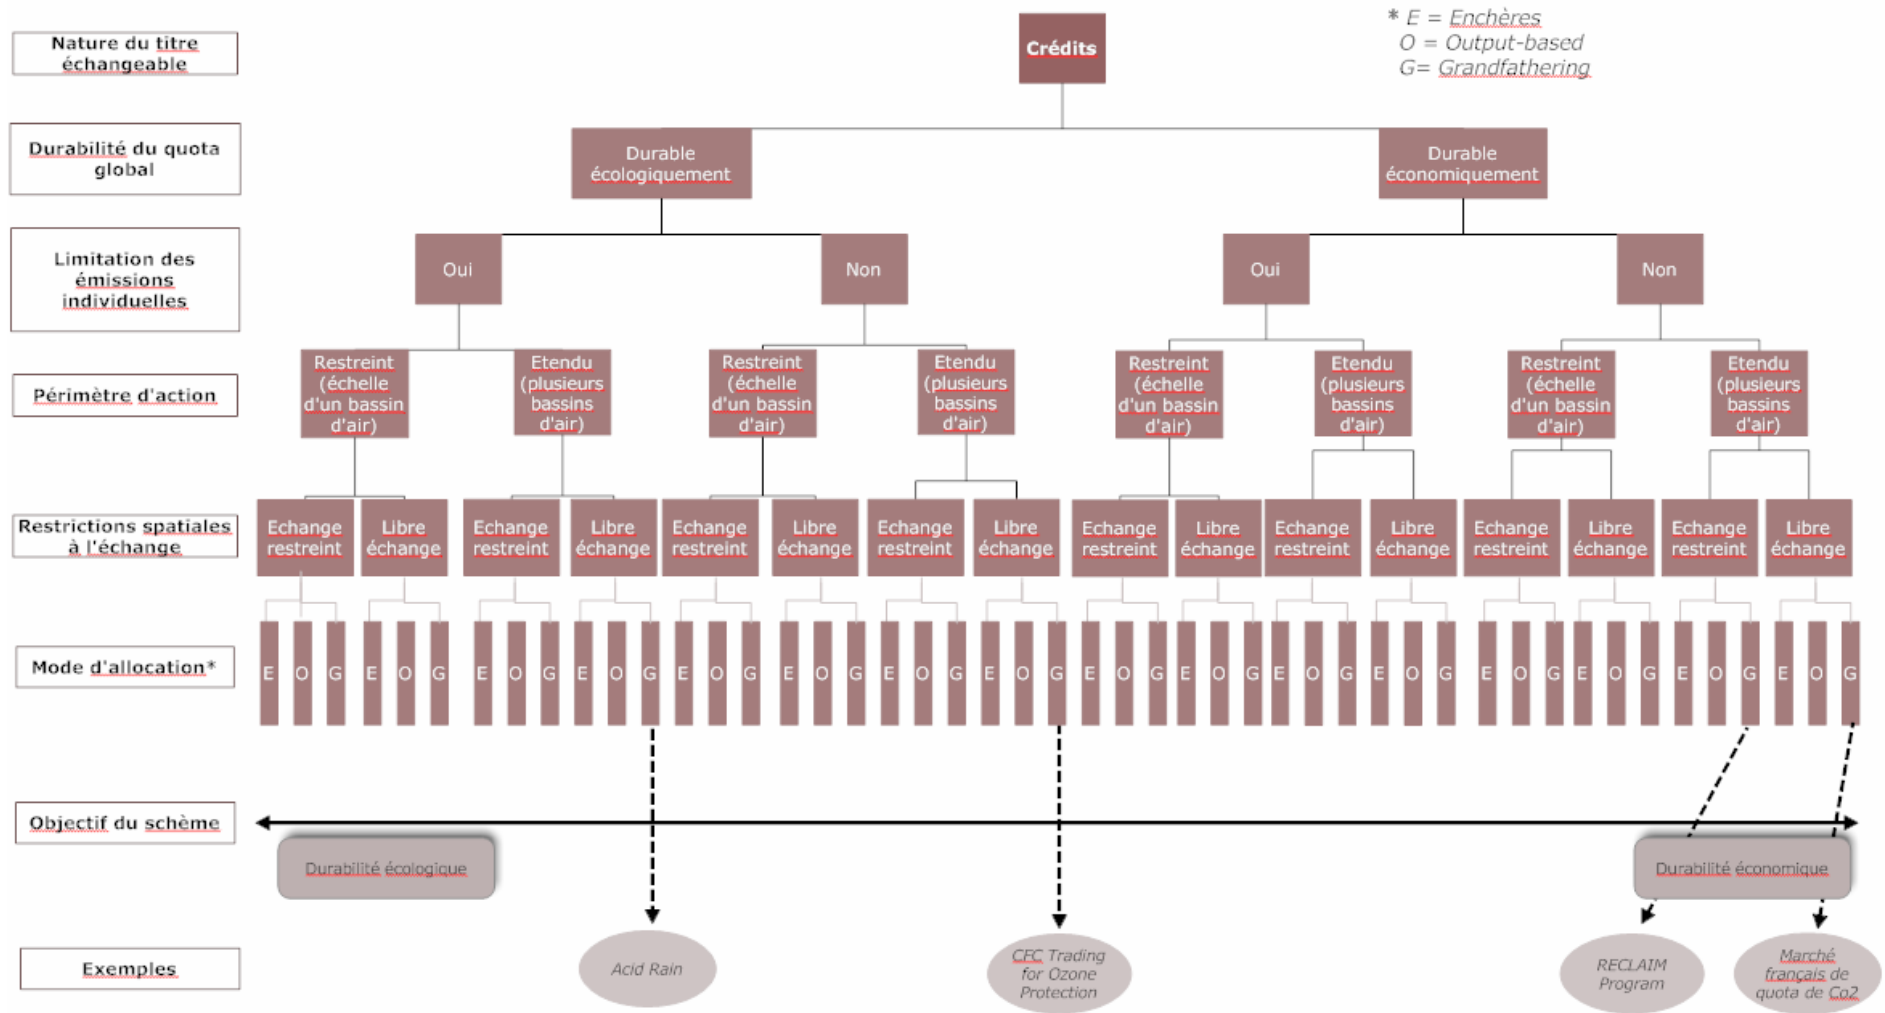 Nature du titre
échangeable
Crédits
* E = Enchères
O = Output-based
G= Grandfathering
Durabilité du quota
global
Durable
écologiquement
Durable
économiquement
Limitation des
émissions
individuelles
Oui
Non
Oui
Non
Périmètre d'action
Restreint
(échelle
d'un bassin
d'air)
Etendu
(plusieurs
bassins
d'air)
Restreint
(échelle
d'un bassin
d'air)
Etendu
(plusieurs
bassins
d'air)
Restreint
(échelle
d'un bassin
d'air)
Etendu
(plusieurs
bassins
d'air)
Restreint
(échelle
d'un bassin
d'air)
Etendu
(plusieurs
bassins
d'air)
Restrictions spatiales
à l'échange
Echange
restreint
Libre
échange
Echange
restreint
Libre
échange
Echange
restreint
Libre
échange
Echange
restreint
Libre
échange
Echange
restreint
Libre
échange
Echange
restreint
Libre
échange
Echange
restreint
Libre
échange
Echange
restreint
Libre
échange
Mode d'allocation*
E O G E O G E O G E O G E O G E O G E O G E O G E O G E O G E O G E O G E O G E O G E O G E O G
Objectif du schème
Durabilité écologique
Durabilité économique
Exemples
Acid Rain
CFC Trading
for Ozone
Protection
RECLAIM
Program
Marché
français de
quota de Co2